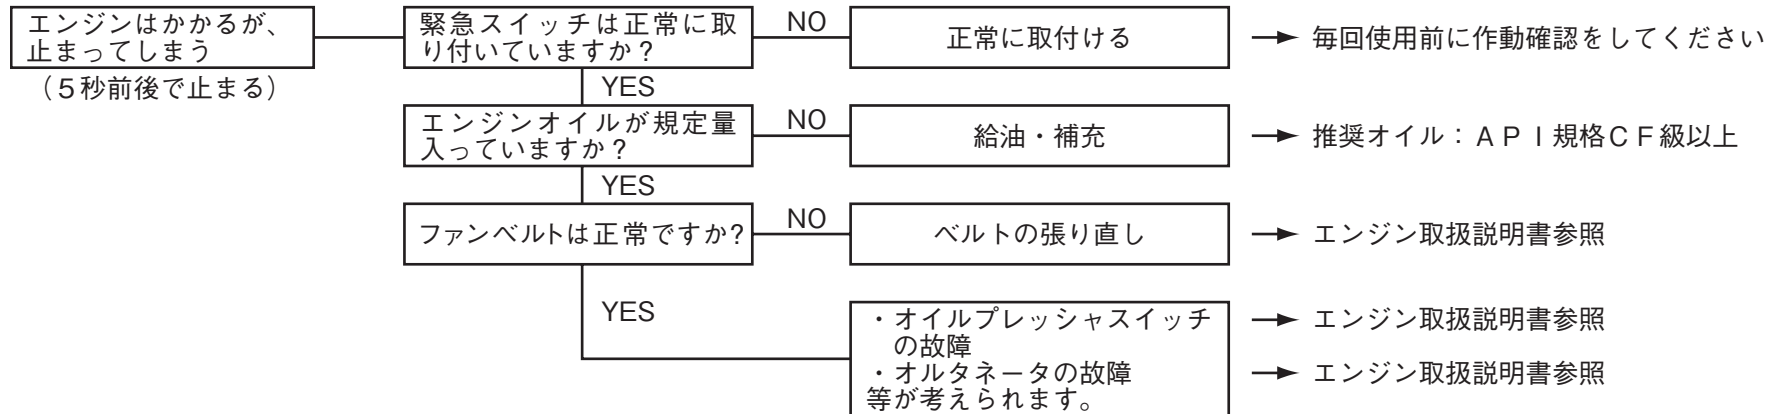 エンジンはかかるが、
止まってしまう
（５秒前後で止まる）
緊急スイッチは正常に取
り付いていますか？
NO
正常に取付ける
毎回使用前に作動確認をしてください
YES
エンジンオイルが規定量
入っていますか？
NO
給油・補充
推奨オイル：ＡＰＩ規格ＣＦ級以上
YES
ファンベルトは正常ですか？
NO
ベルトの張り直し
エンジン取扱説明書参照
YES
・オイルプレッシャスイッチ
の故障
・オルタネータの故障
等が考えられます。
エンジン取扱説明書参照
エンジン取扱説明書参照